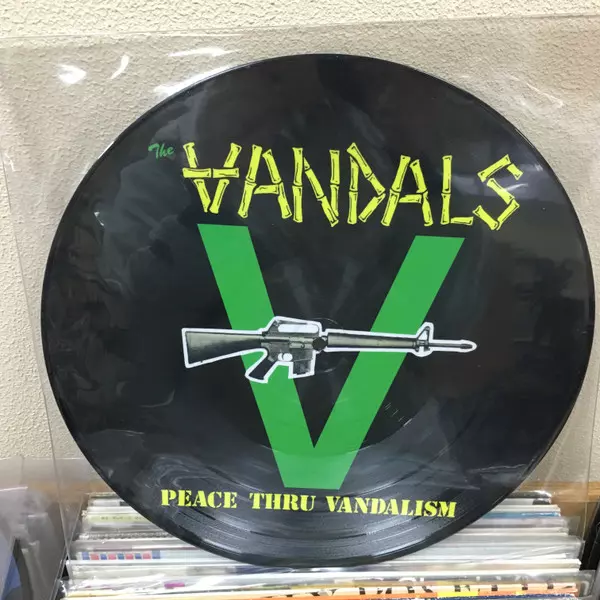 The
VANDALS
V
PEACE THRU VANDALISM